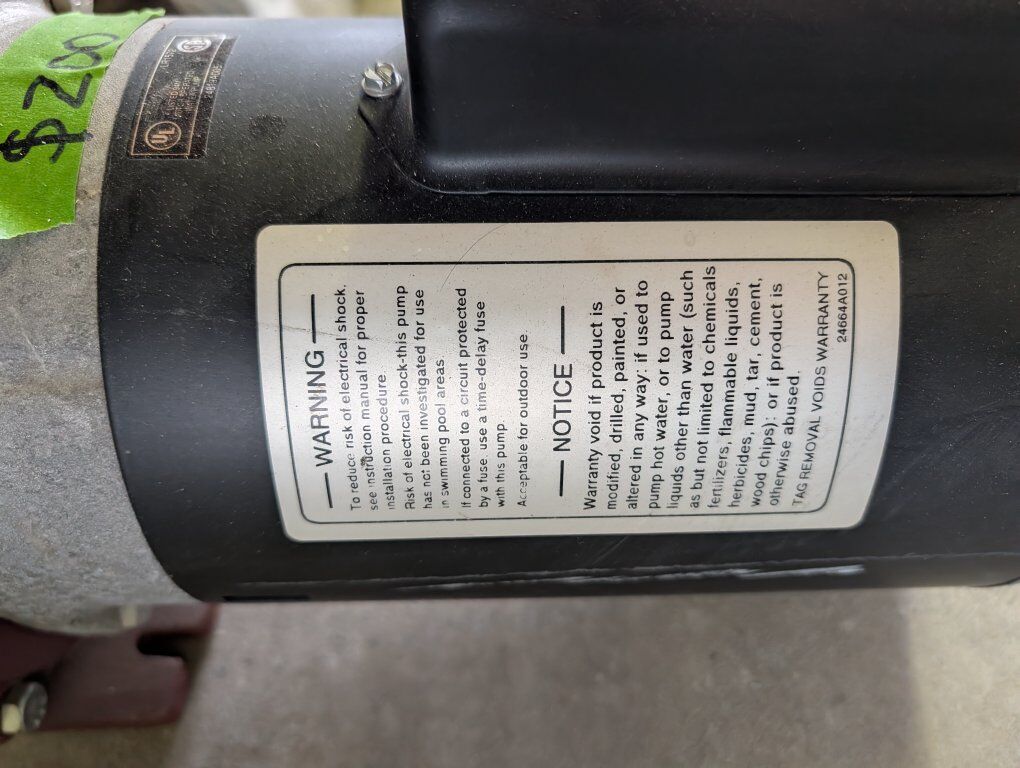 $200
UL
— WARNING —
To reduce risk of electrical shock,
see instruction manual for proper
installation procedure.
Risk of electrical shock-this pump
has not been investigated for use
in swimming pool areas.
If connected to a circuit protected
by a fuse, use a time-delay fuse
with this pump.
Acceptable for outdoor use.
— NOTICE —
Warranty void if product is
modified, drilled, painted, or
altered in any way; if used to
pump hot water, or to pump
liquids other than water (such
as but not limited to chemicals
fertilizers, flammable liquids,
herbicides, mud, tar, cement,
wood chips); or if product is
otherwise abused.
TAG REMOVAL VOIDS WARRANTY
24664A012